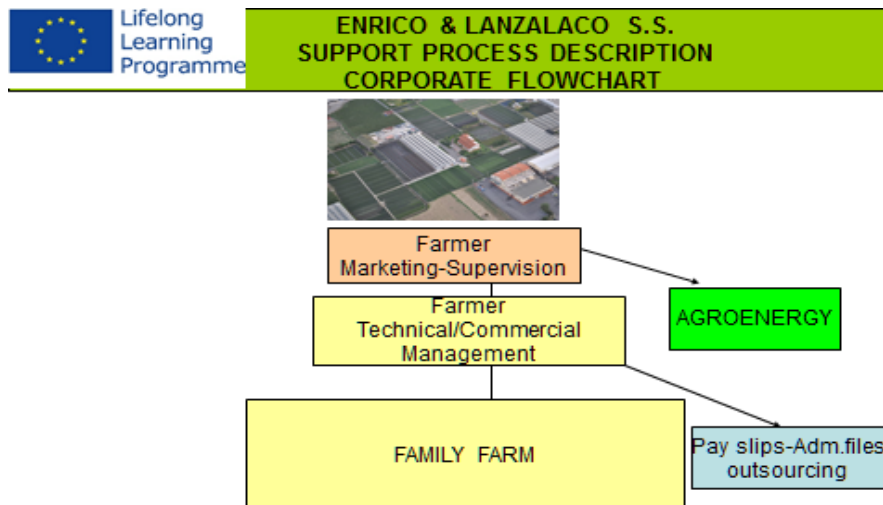 Lifelong
Learning
Programme
ENRICO & LANZALACO S.S.
SUPPORT PROCESS DESCRIPTION
CORPORATE FLOWCHART
Farmer
Marketing-Supervision
AGROENERGY
Farmer
Technical/Commercial
Management
FAMILY FARM
Pay slips-Adm.files
outsourcing